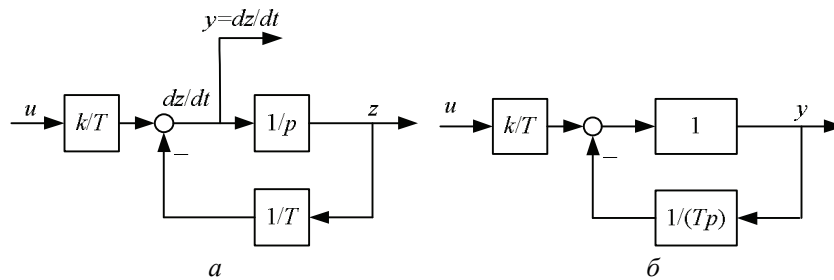 y=dz/dt
u
k/T
dz/dt
1/p
z
–
1/T
а
u
k/T
1
y
–
1/(Tp)
б